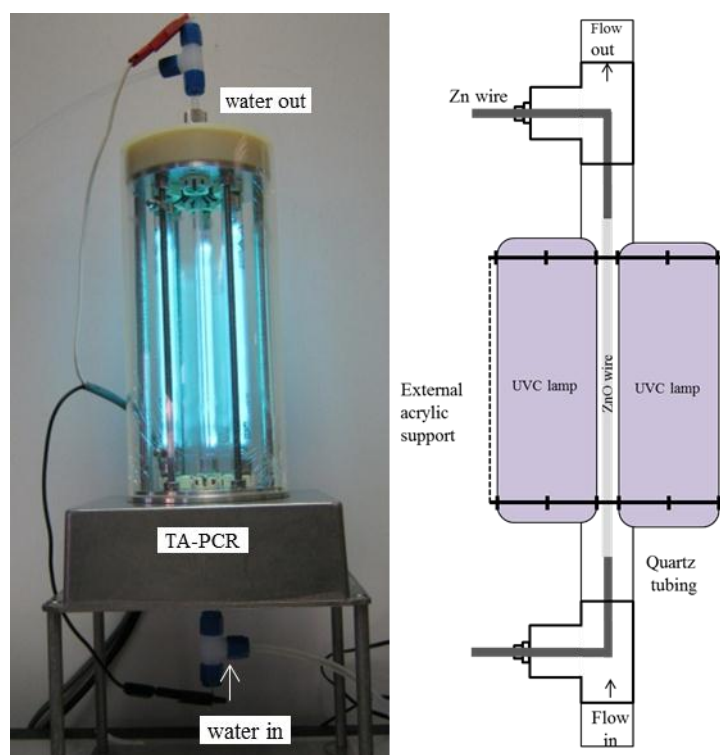 water out
TA-PCR
water in
Flow
out
Zn wire
External
acrylic
support
UVC lamp
ZnO wire
UVC lamp
Quartz
tubing
Flow
in